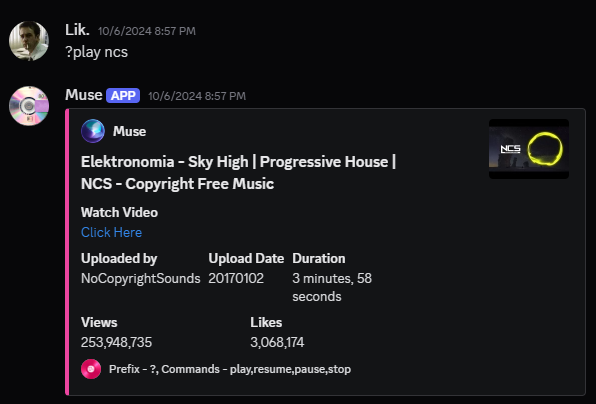 Lik. 10/6/2024 8:57 PM
?play ncs
Muse APP 10/6/2024 8:57 PM
Muse
Elektronomia - Sky High | Progressive House |
NCS - Copyright Free Music
NCS
Watch Video
Click Here
Uploaded by Upload Date Duration
NoCopyrightSounds 20170102 3 minutes, 58
seconds
Views Likes
253,948,735 3,068,174
Prefix - ?, Commands - play,resume,pause,stop